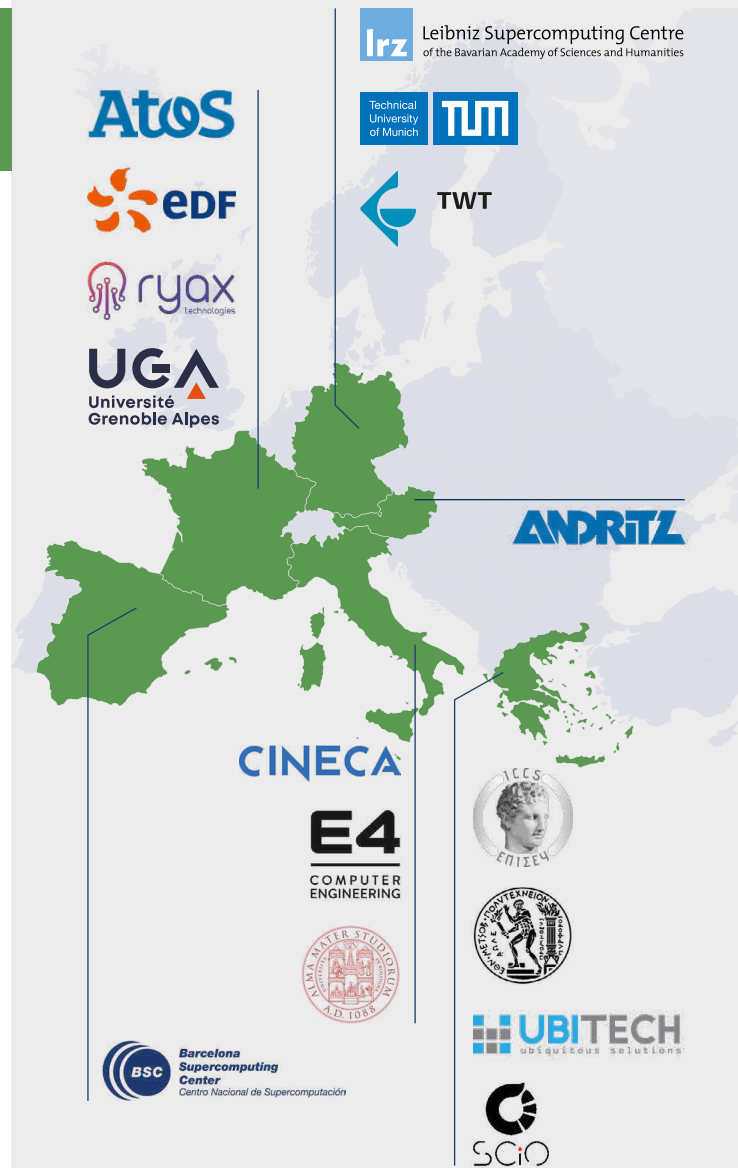 lrz
Leibniz Supercomputing Centre
of the Bavarian Academy of Sciences and Humanities
Atos
Technical
University
of Munich
TUM
eDF
TWT
ryax
technologies
UGA
Université
Grenoble Alpes
ANDRITZ
CINECA
ICCS
ΕΠΙΣΕΥ
E4
COMPUTER
ENGINEERING
ALMA MATER STUDIORUM
A.D. 1088
UBITECH
ubiquitous solutions
BSC
Barcelona
Supercomputing
Center
Centro Nacional de Supercomputación
SCiO